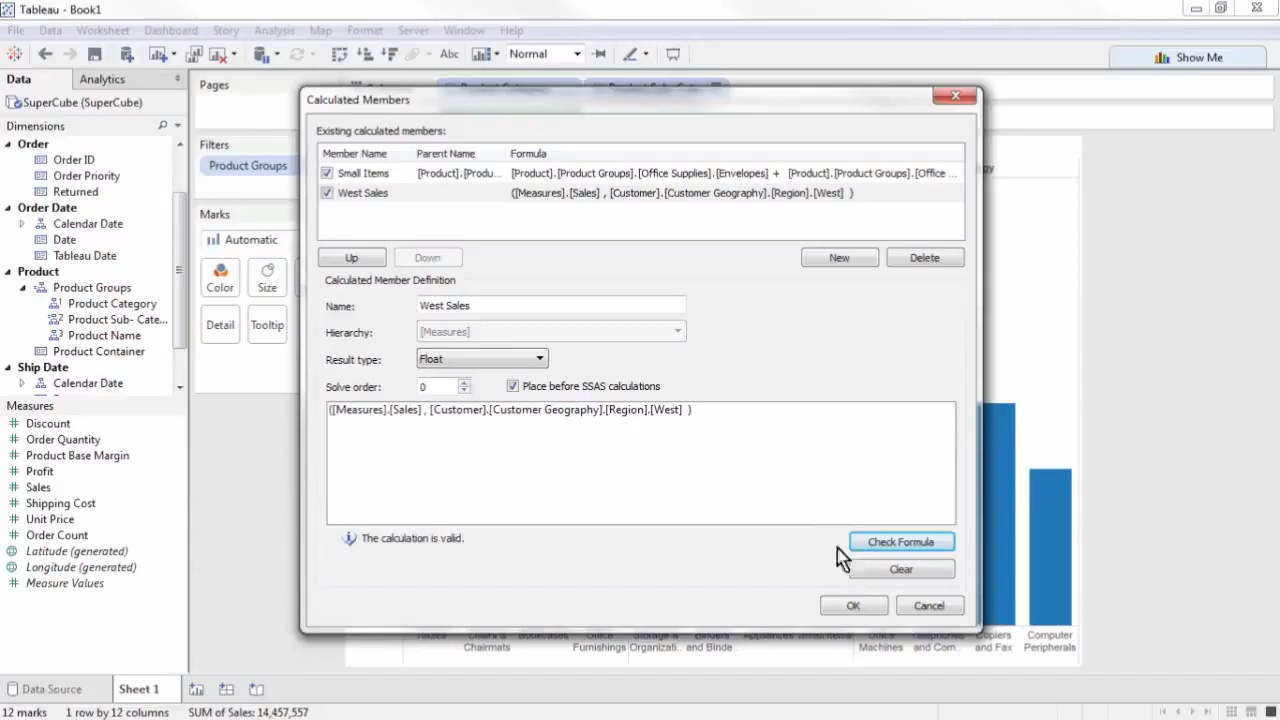 Tableau - Book1
File Data Worksheet Dashboard Story Analysis Map Format Server Window Help
Abc Normal Show Me
Data Analytics
SuperCube (SuperCube)
Dimensions
Order
Order ID
Order Priority
Returned
Order Date
Calendar Date
Date
Tableau Date
Product
Product Groups
Product Category
Product Sub- Cate...
Product Name
Product Container
Ship Date
Calendar Date
Measures
Discount
Order Quantity
Product Base Margin
Profit
Sales
Shipping Cost
Unit Price
Order Count
Latitude (generated)
Longitude (generated)
Measure Values
Pages
Filters
Product Groups
Marks
Automatic
Color Size
Detail Tooltip
Calculated Members
Existing calculated members:
Member Name Parent Name Formula
Small Items [Product].[Produ... [Product].[Product Groups].[Office Supplies].[Envelopes] + [Product].[Product Groups].[Office ...
West Sales ([Measures].[Sales] , [Customer].[Customer Geography].[Region].[West] )
Up Down New Delete
Calculated Member Definition
Name: West Sales
Hierarchy: [Measures]
Result type: Float
Solve order: 0 Place before SSAS calculations
([Measures].[Sales] , [Customer].[Customer Geography].[Region].[West] )
The calculation is valid.
Check Formula
Clear
OK Cancel
Copiers Computer
Chairmats Furnishings Organizati.. and Binde.. Machines and Com.. and Fax Peripherals
Data Source Sheet 1
12 marks 1 row by 12 columns SUM of Sales: 14,457,557